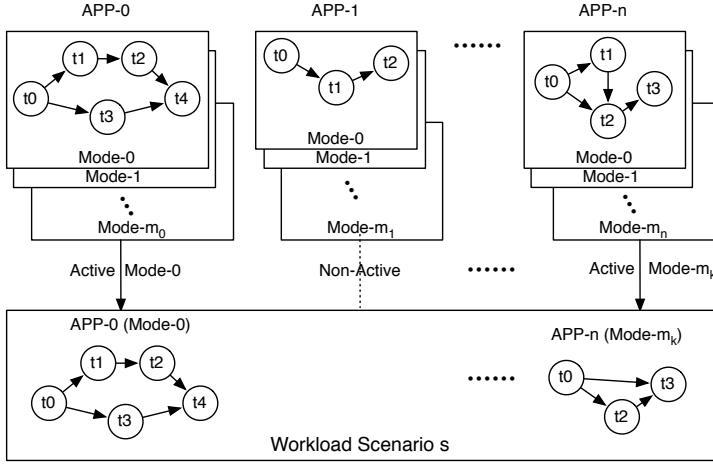 APP-0
APP-1
APP-n
t0
t1
t2
t3
t4
Mode-0
Mode-1
Mode-m0
t0
t1
t2
Mode-0
Mode-1
Mode-m1
t0
t1
t2
t3
Mode-0
Mode-1
Mode-mn
Active Mode-0
Non-Active
Active Mode-mk
APP-0 (Mode-0)
t0
t1
t2
t3
t4
APP-n (Mode-mk)
t0
t2
t3
Workload Scenario s